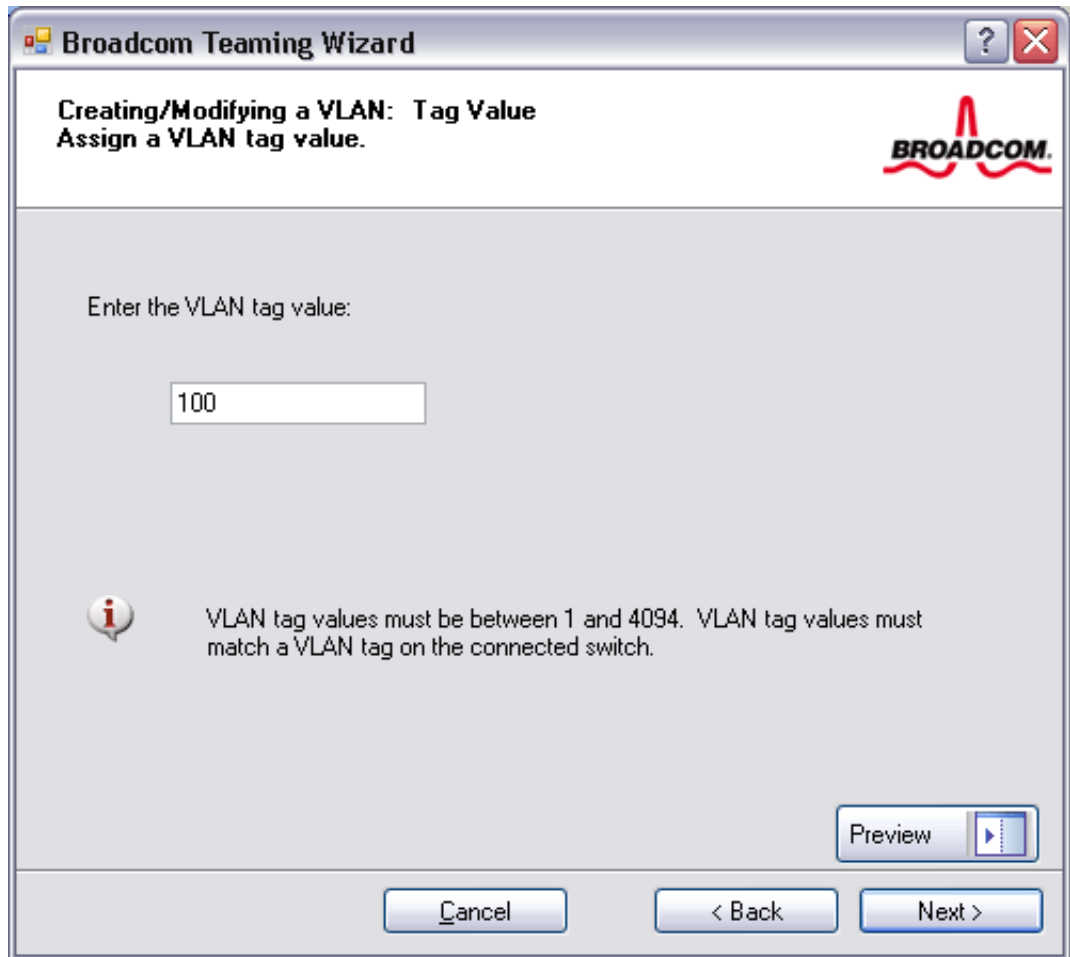 Broadcom Teaming Wizard
?
Creating/Modifying a VLAN: Tag Value
Assign a VLAN tag value.
BROADCOM.
Enter the VLAN tag value:
100
i
VLAN tag values must be between 1 and 4094. VLAN tag values must
match a VLAN tag on the connected switch.
Preview
Cancel
< Back
Next >